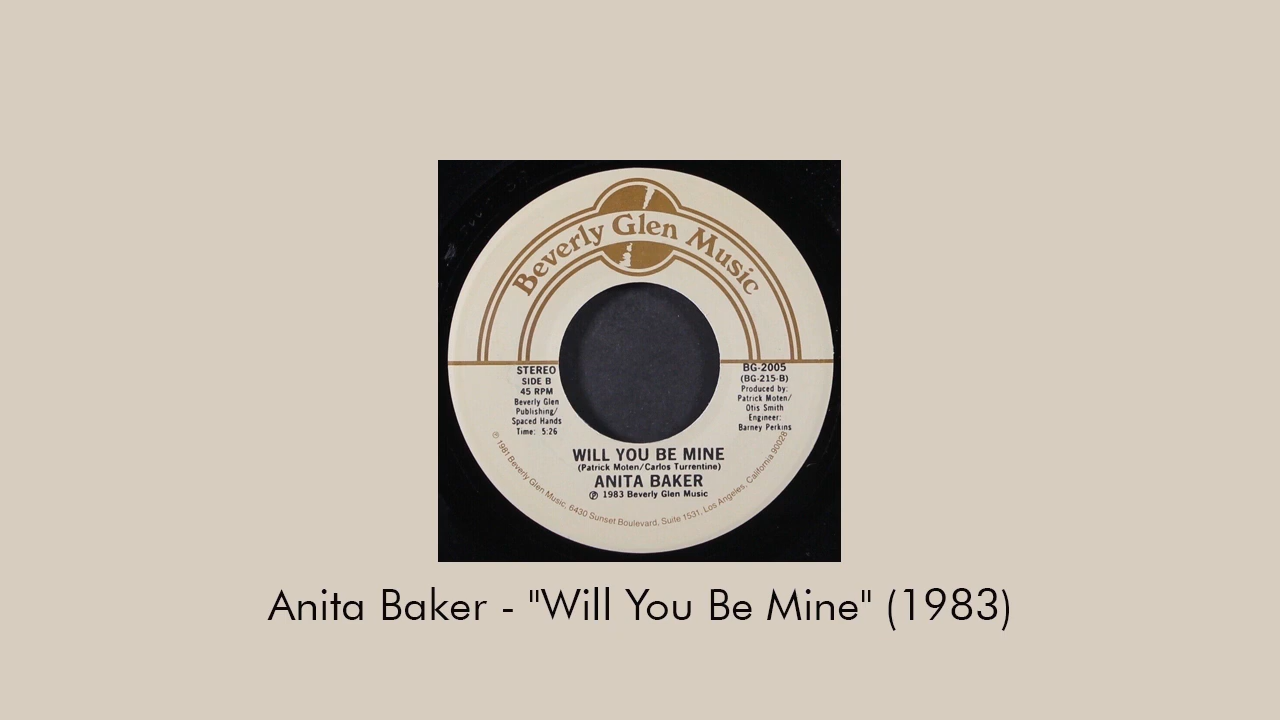 Beverly Glen Music
STEREO
SIDE B
45 RPM
Beverly Glen
Publishing/
Spaced Hands
Time: 5:26
BG-2005
(BG-215-B)
Produced by:
Patrick Moten/
Otis Smith
Engineer:
Barney Perkins
WILL YOU BE MINE
(Patrick Moten/Carlos Turrentine)
ANITA BAKER
℗ 1983 Beverly Glen Music
℗ 1981 Beverly Glen Music, 6430 Sunset Boulevard, Suite 1531, Los Angeles, California 90028
Anita Baker - "Will You Be Mine" (1983)